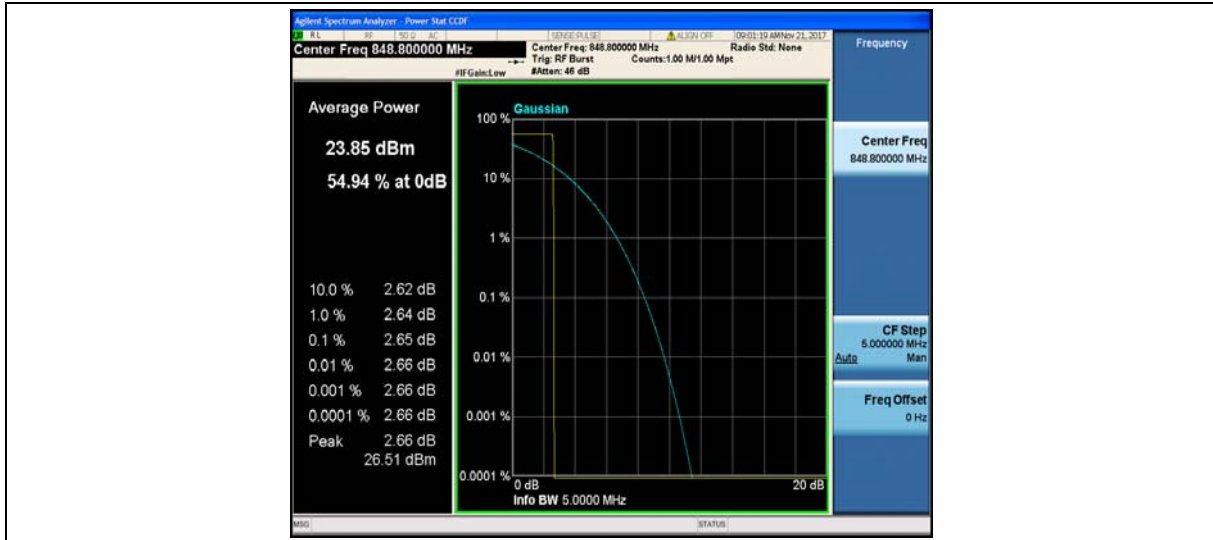 Agilent Spectrum Analyzer - Power Stat CCDF
RL RF 50 Ω AC SENSE:PULSE ALIGN OFF 09:01:19 AM Nov 21, 2017
Center Freq 848.800000 MHz
Center Freq: 848.800000 MHz Radio Std: None
Trig: RF Burst Counts:1.00 M/1.00 Mpt
#IFGain:Low #Atten: 46 dB
Frequency
Average Power
23.85 dBm
54.94 % at 0dB
10.0 % 2.62 dB
1.0 % 2.64 dB
0.1 % 2.65 dB
0.01 % 2.66 dB
0.001 % 2.66 dB
0.0001 % 2.66 dB
Peak 2.66 dB
26.51 dBm
Gaussian
100 %
10 %
1 %
0.1 %
0.01 %
0.001 %
0.0001 %
0 dB 20 dB
Info BW 5.0000 MHz
Center Freq
848.800000 MHz
CF Step
5.000000 MHz
Auto Man
Freq Offset
0 Hz
MSG STATUS